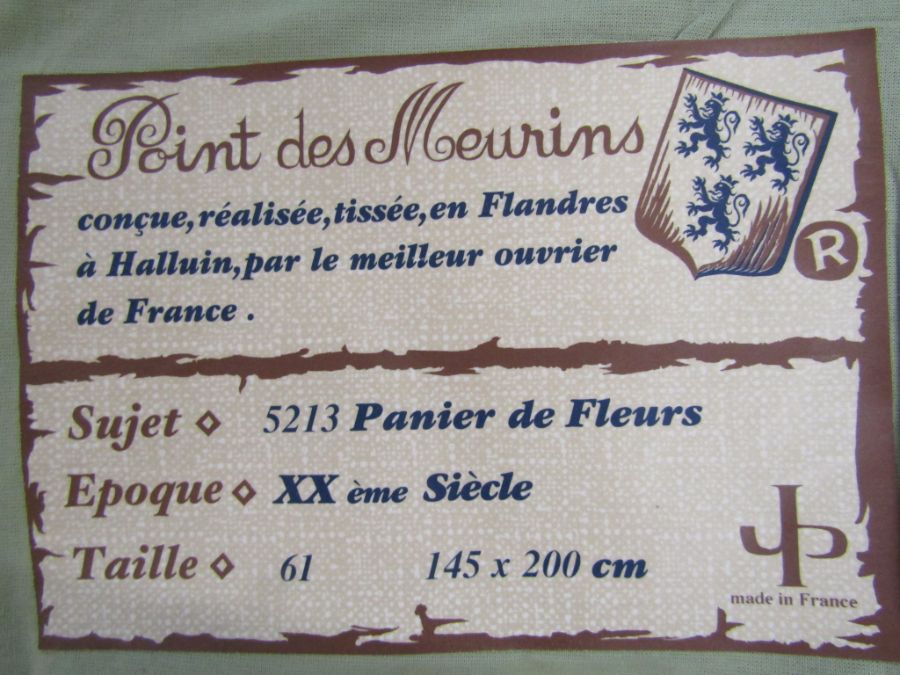 Point des Meurins
conçue,réalisée,tissée,en Flandres
à Halluin,par le meilleur ouvrier
de France .
R
Sujet ◇ 5213 Panier de Fleurs
Epoque ◇ XX ème Siècle
Taille ◇ 61 145 x 200 cm
JP
made in France